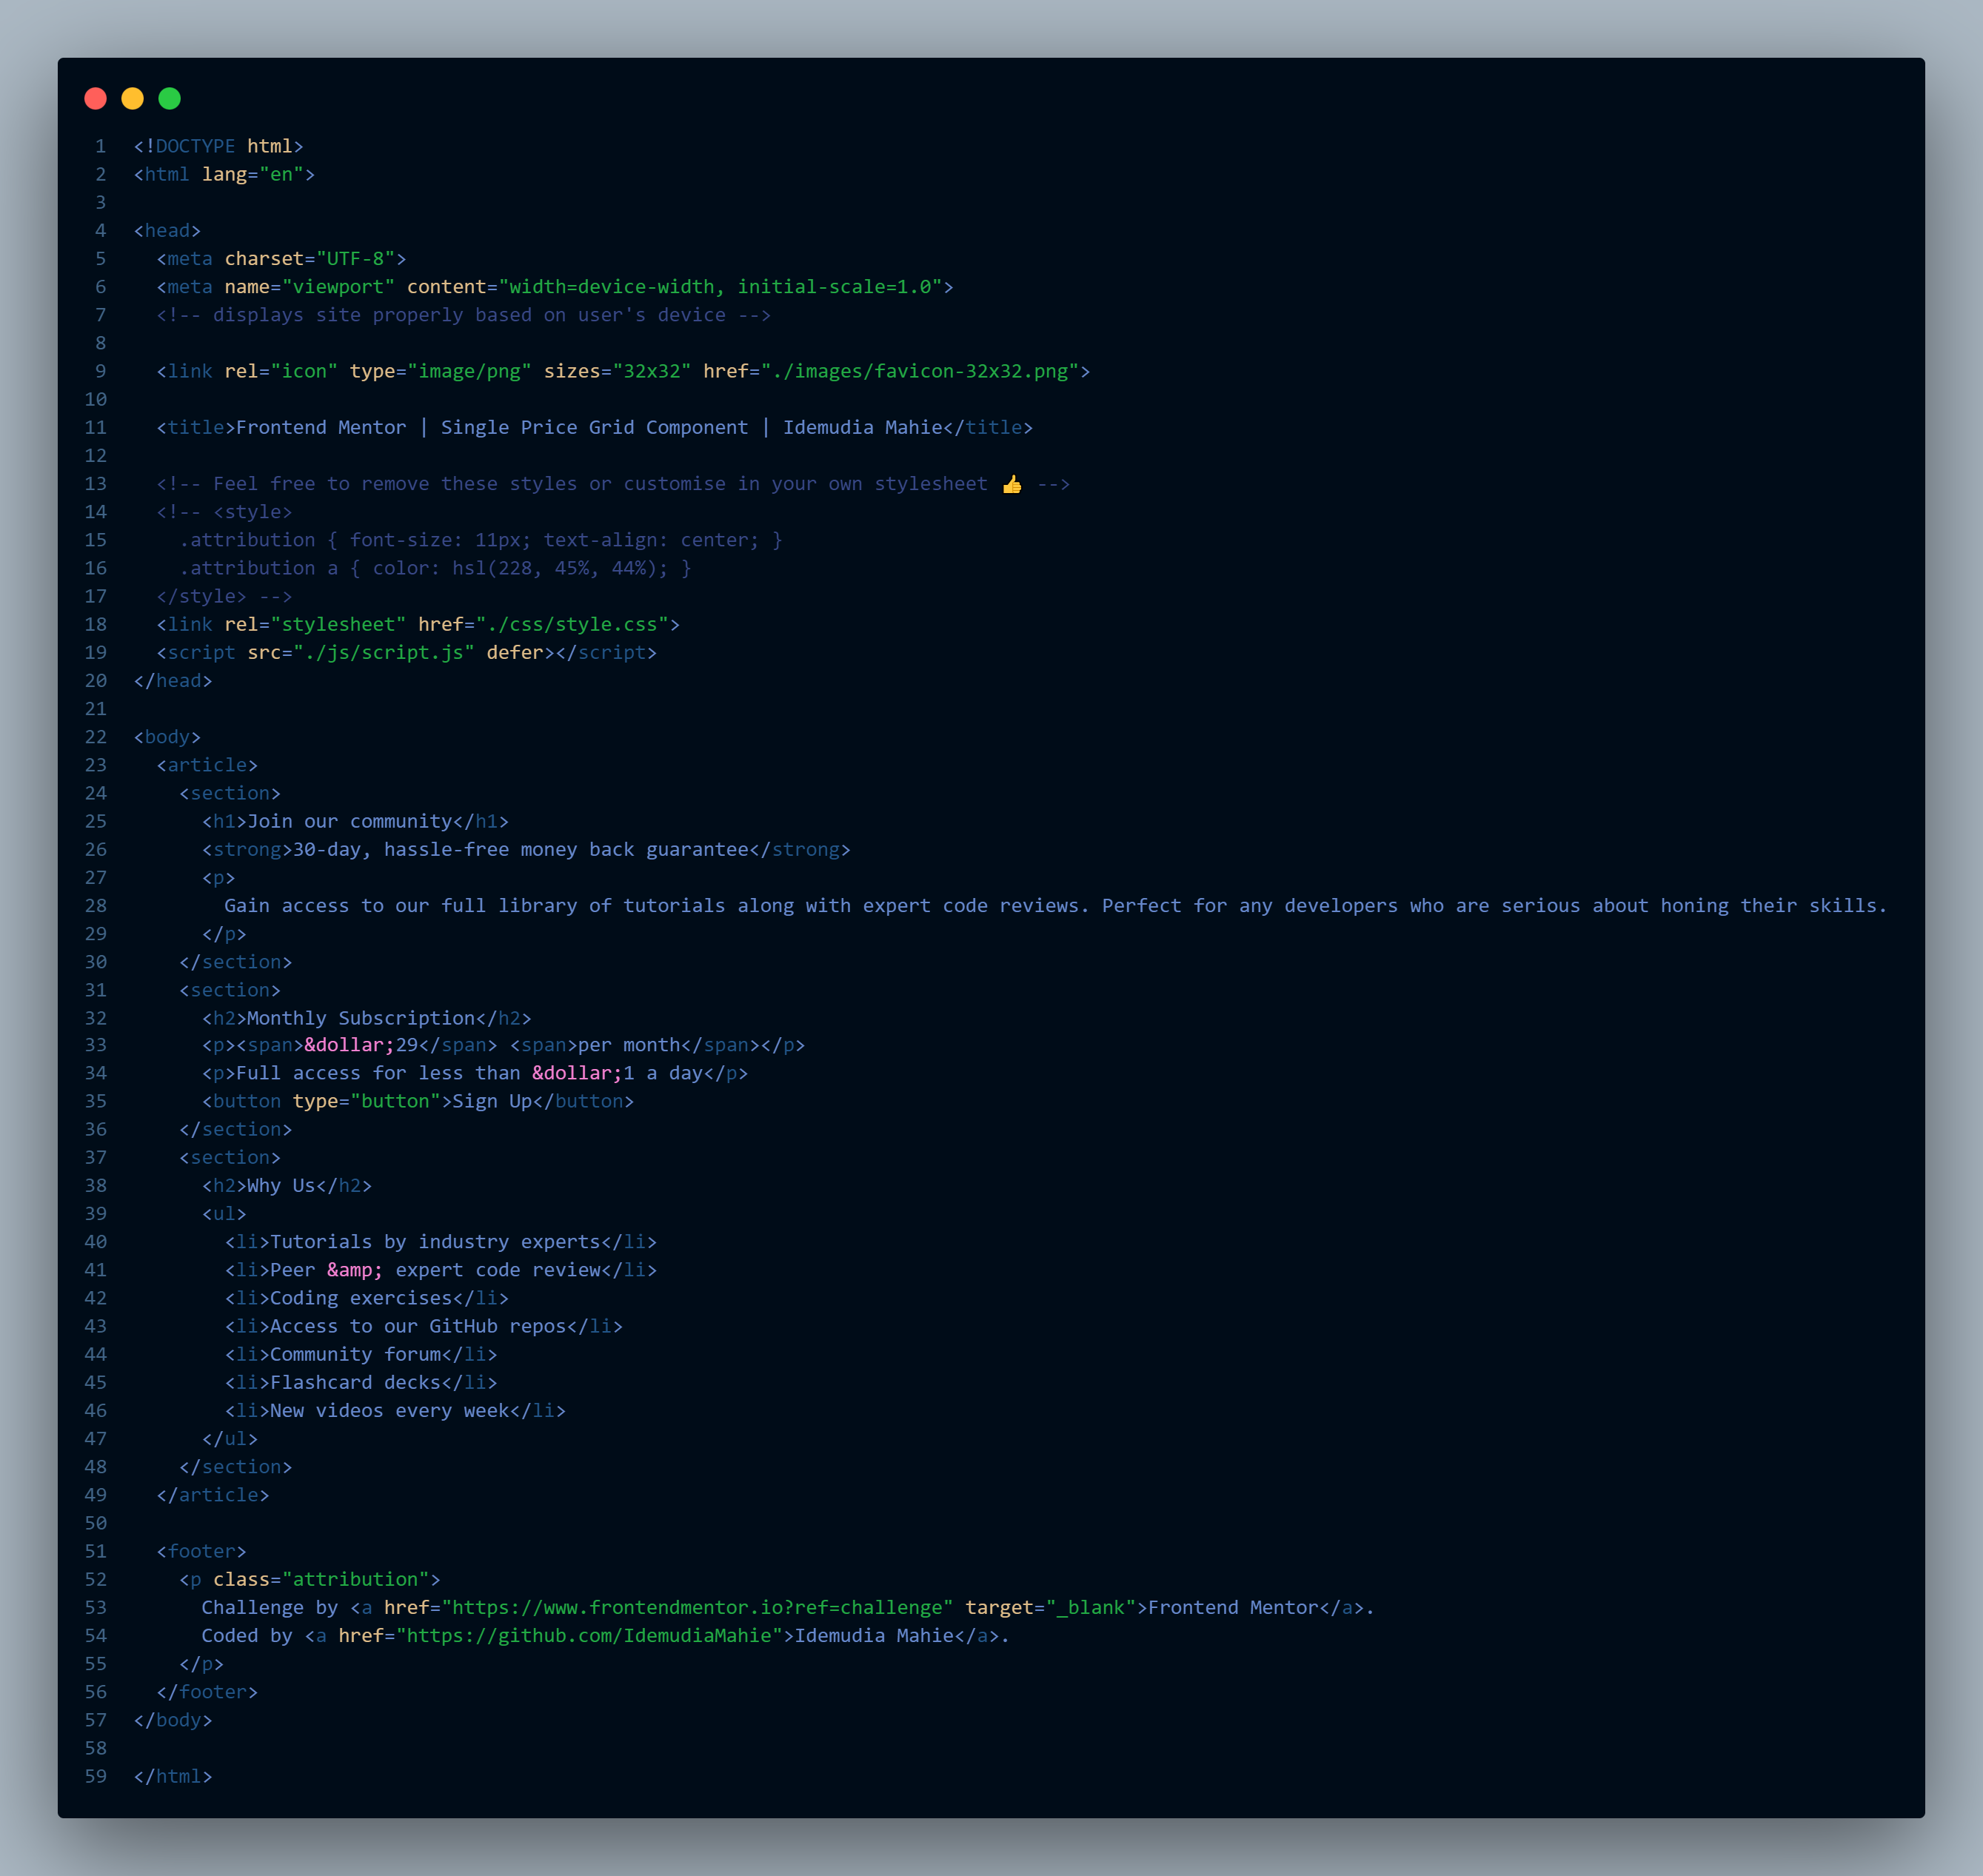 1 <!DOCTYPE html>
2 <html lang="en">
3
4 <head>
5   <meta charset="UTF-8">
6   <meta name="viewport" content="width=device-width, initial-scale=1.0">
7   <!-- displays site properly based on user's device -->
8
9   <link rel="icon" type="image/png" sizes="32x32" href="./images/favicon-32x32.png">
10
11   <title>Frontend Mentor | Single Price Grid Component | Idemudia Mahie</title>
12
13   <!-- Feel free to remove these styles or customise in your own stylesheet 👍 -->
14   <!-- <style>
15     .attribution { font-size: 11px; text-align: center; }
16     .attribution a { color: hsl(228, 45%, 44%); }
17   </style> -->
18   <link rel="stylesheet" href="./css/style.css">
19   <script src="./js/script.js" defer></script>
20 </head>
21
22 <body>
23   <article>
24     <section>
25       <h1>Join our community</h1>
26       <strong>30-day, hassle-free money back guarantee</strong>
27       <p>
28         Gain access to our full library of tutorials along with expert code reviews. Perfect for any developers who are serious about honing their skills.
29       </p>
30     </section>
31     <section>
32       <h2>Monthly Subscription</h2>
33       <p><span>&dollar;29</span> <span>per month</span></p>
34       <p>Full access for less than &dollar;1 a day</p>
35       <button type="button">Sign Up</button>
36     </section>
37     <section>
38       <h2>Why Us</h2>
39       <ul>
40         <li>Tutorials by industry experts</li>
41         <li>Peer &amp; expert code review</li>
42         <li>Coding exercises</li>
43         <li>Access to our GitHub repos</li>
44         <li>Community forum</li>
45         <li>Flashcard decks</li>
46         <li>New videos every week</li>
47       </ul>
48     </section>
49   </article>
50
51   <footer>
52     <p class="attribution">
53       Challenge by <a href="https://www.frontendmentor.io?ref=challenge" target="_blank">Frontend Mentor</a>.
54       Coded by <a href="https://github.com/IdemudiaMahie">Idemudia Mahie</a>.
55     </p>
56   </footer>
57 </body>
58
59 </html>